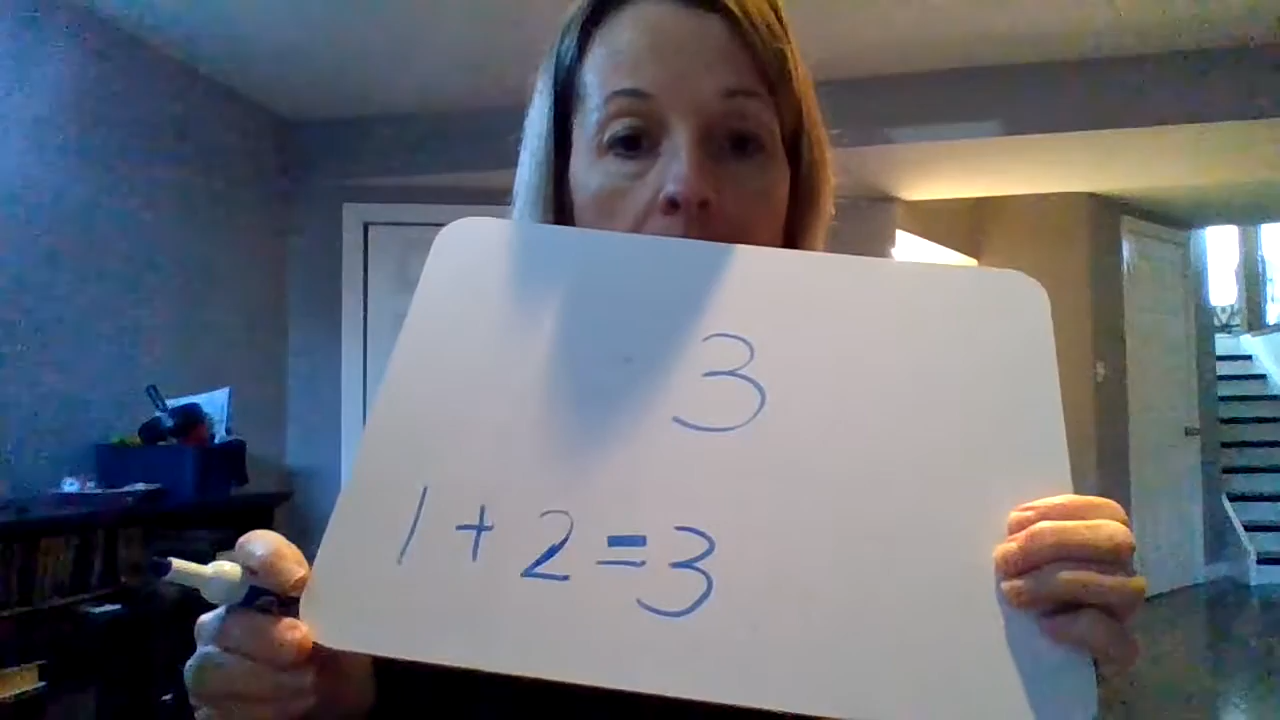 3
1 + 2 = 3